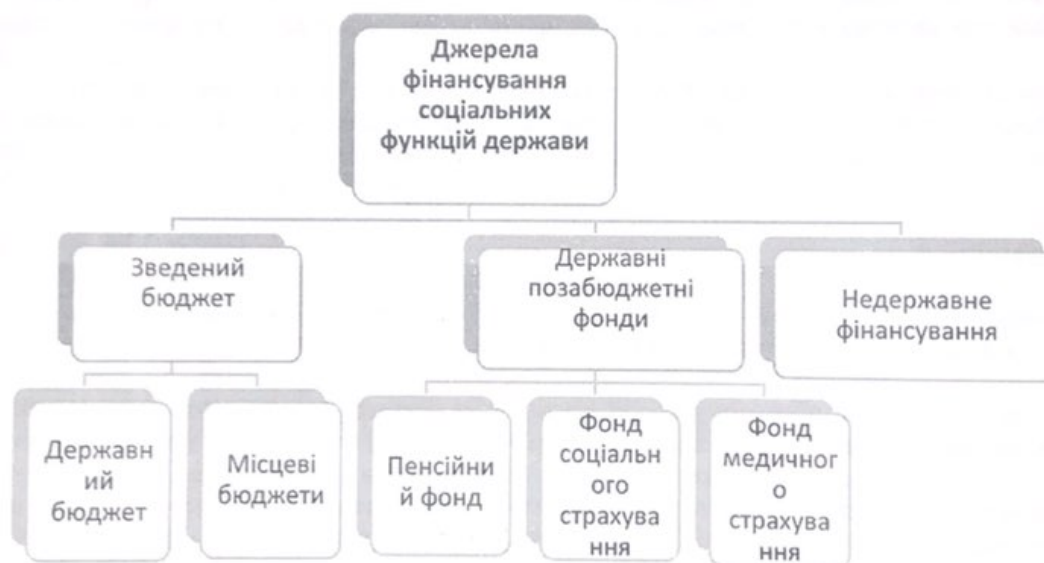 Джерела
фінансування
соціальних
функцій держави
Зведений
бюджет
Державні
позабюджетні
фонди
Недержавне
фінансування
Державн
ий
бюджет
Місцеві
бюджети
Пенсійни
й фонд
Фонд
соціальн
ого
страхува
ння
Фонд
медичног
о
страхува
ння